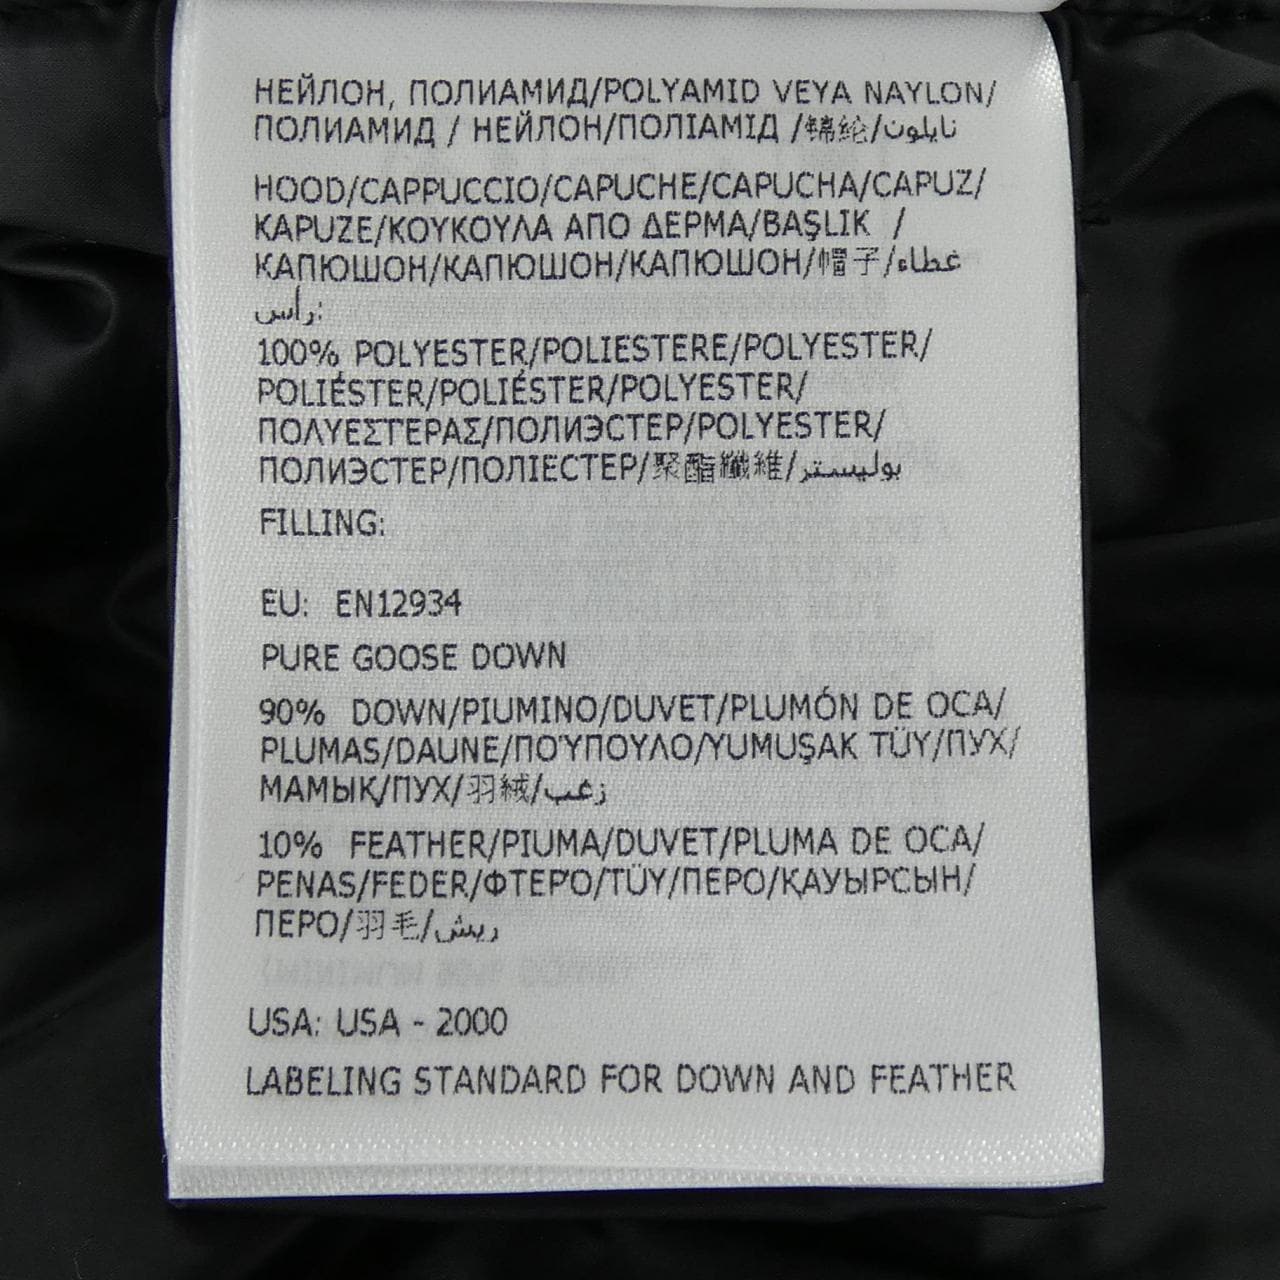 НЕЙЛОН, ПОЛИАМИД/POLYAMID VEYA NAYLON/
ПОЛИАМИД / НЕЙЛОН/ПОЛІАМІД /锦纶/نايلون
HOOD/CAPPUCCIO/CAPUCHE/CAPUCHA/CAPUZ/
KAPUZE/ΚΟΥΚΟΥΛΑ ΑΠΟ ΔΕΡΜΑ/BAŞLIK /
КАПЮШОН/КАПЮШОН/КАПЮШОН/帽子/غطاء
رأس:
100% POLYESTER/POLIESTERE/POLYESTER/
POLIÉSTER/POLIÉSTER/POLYESTER/
ΠΟΛΥΕΣΤΕΡΑΣ/ПОЛИЭСТЕР/POLYESTER/
ПОЛИЭСТЕР/ПОЛІЕСТЕР/聚酯纖維/بوليستر
FILLING:
EU: EN12934
PURE GOOSE DOWN
90% DOWN/PIUMINO/DUVET/PLUMÓN DE OCA/
PLUMAS/DAUNE/ΠΟΎΠΟΥΛΟ/YUMUŞAK TÜY/ПУХ/
МАМЫҚ/ПУХ/羽絨/زغب
10% FEATHER/PIUMA/DUVET/PLUMA DE OCA/
PENAS/FEDER/ΦΤΕΡΌ/TÜY/ПЕРО/ҚАУЫРСЫН/
ПЕРО/羽毛/ريش
USA: USA - 2000
LABELING STANDARD FOR DOWN AND FEATHER